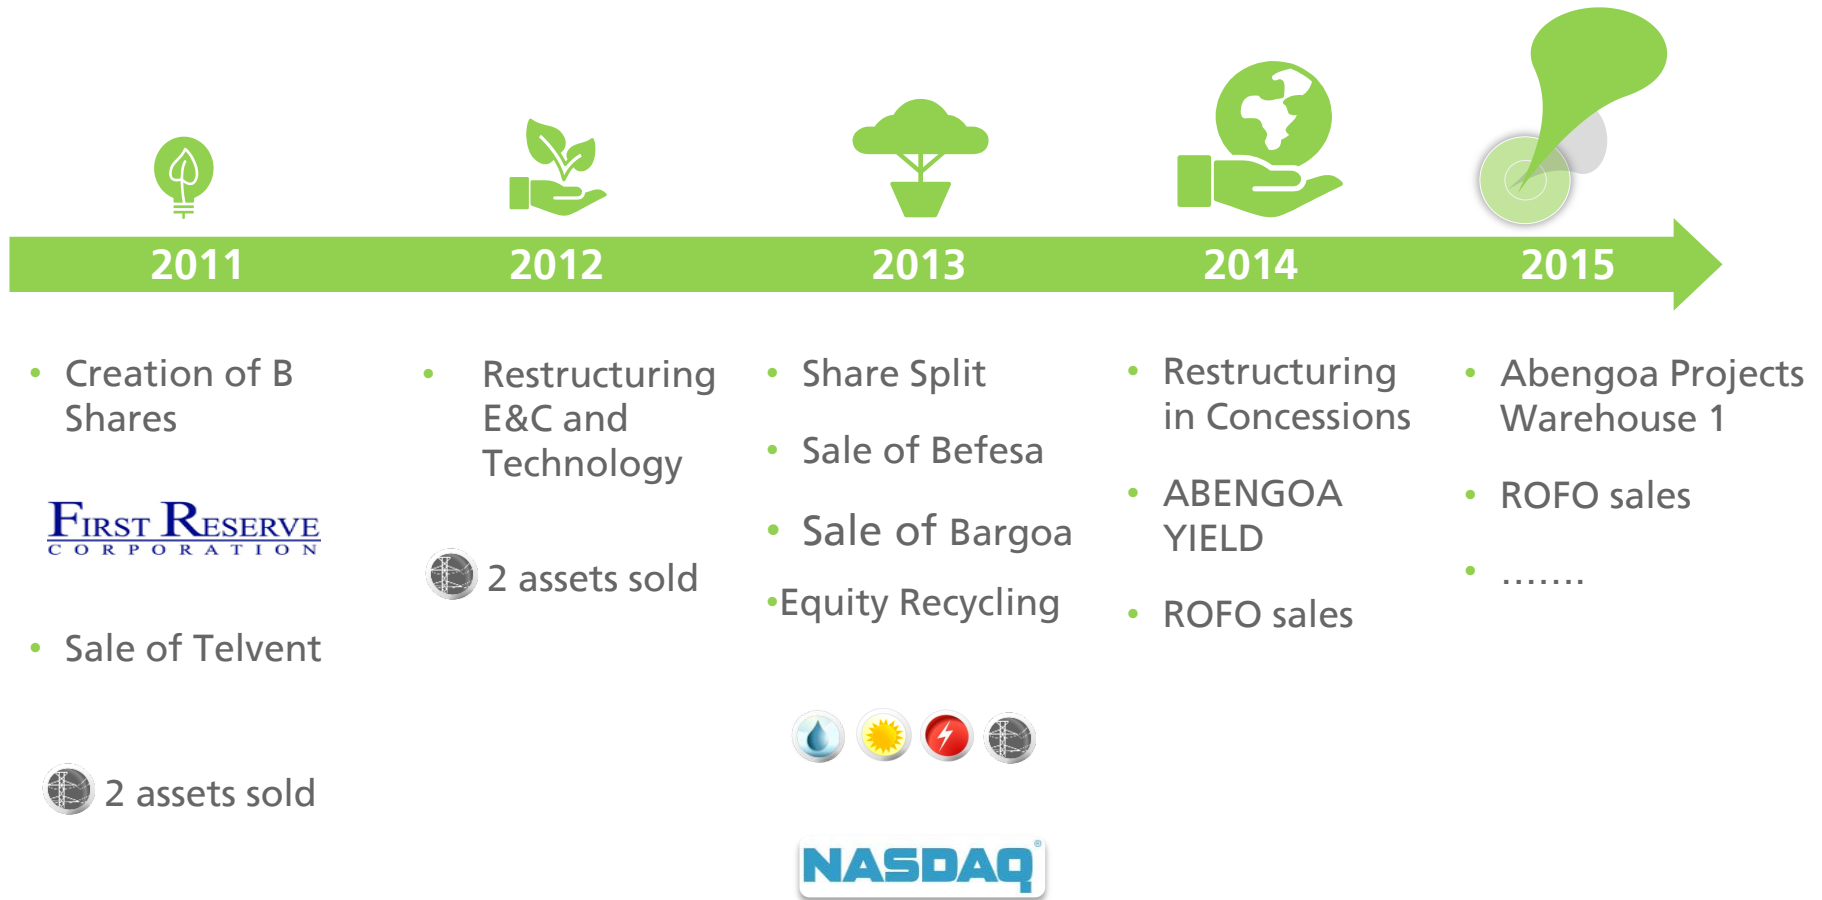 2011
2012
2013
2014
2015
• Creation of B
Shares
FIRST RESERVE
CORPORATION
• Sale of Telvent
2 assets sold
• Restructuring
E&C and
Technology
2 assets sold
• Share Split
• Sale of Befesa
• Sale of Bargoa
•Equity Recycling
NASDAQ®
• Restructuring
in Concessions
• ABENGOA
YIELD
• ROFO sales
• Abengoa Projects
Warehouse 1
• ROFO sales
• .......